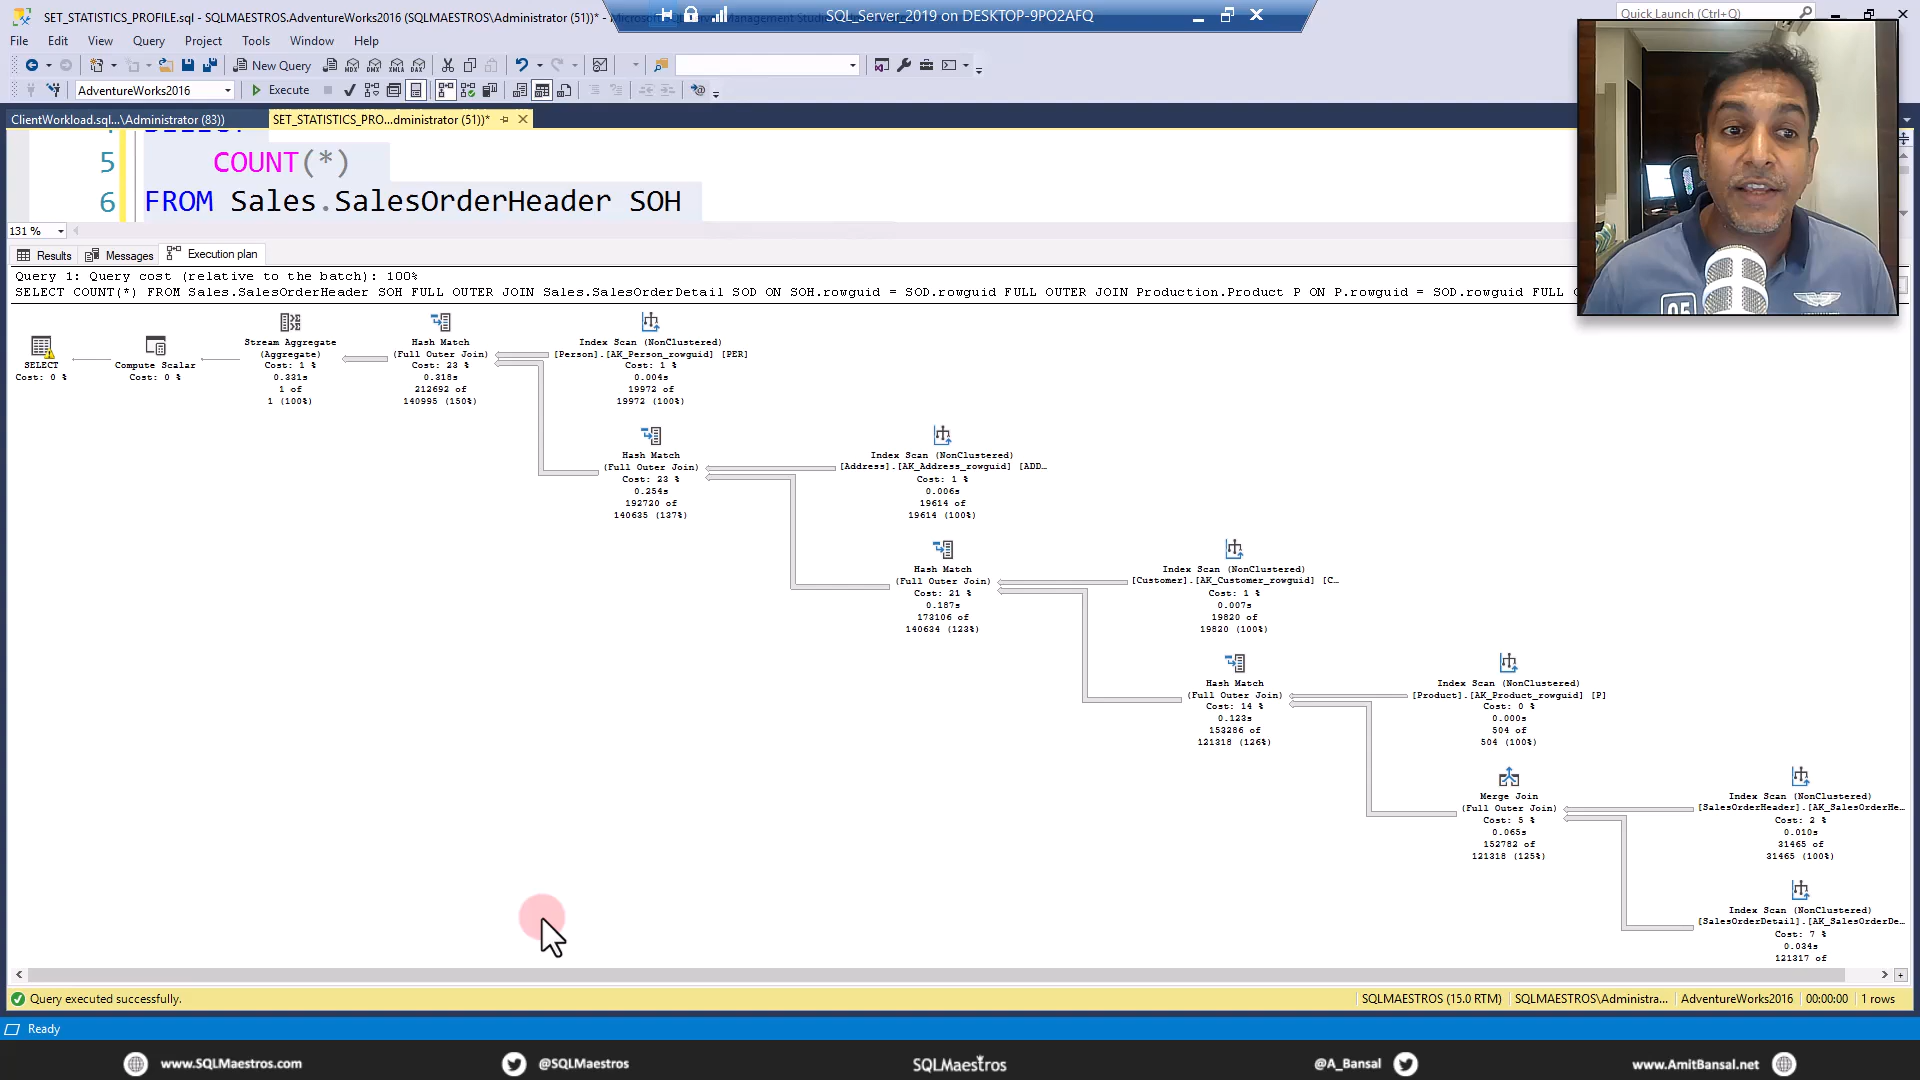 SET_STATISTICS_PROFILE.sql - SQLMAESTROS.AdventureWorks2016 (SQLMAESTROS\Administrator (51))*
SQL_Server_2019 on DESKTOP-9PO2AFQ
Quick Launch (Ctrl+Q)
File Edit View Query Project Tools Window Help
New Query
MDX DMX XMLA DAX
AdventureWorks2016
Execute
ClientWorkload.sql...\Administrator (83))
SET_STATISTICS_PRO...dministrator (51))*
5 COUNT(*)
6 FROM Sales.SalesOrderHeader SOH
131 %
Results Messages Execution plan
Query 1: Query cost (relative to the batch): 100%
SELECT COUNT(*) FROM Sales.SalesOrderHeader SOH FULL OUTER JOIN Sales.SalesOrderDetail SOD ON SOH.rowguid = SOD.rowguid FULL OUTER JOIN Production.Product P ON P.rowguid = SOD.rowguid FULL
SELECT
Cost: 0 %
Compute Scalar
Cost: 0 %
Stream Aggregate
(Aggregate)
Cost: 1 %
0.331s
1 of
1 (100%)
Hash Match
(Full Outer Join)
Cost: 23 %
0.318s
212692 of
140995 (150%)
Index Scan (NonClustered)
[Person].[AK_Person_rowguid] [PER]
Cost: 1 %
0.004s
19972 of
19972 (100%)
Hash Match
(Full Outer Join)
Cost: 23 %
0.254s
192720 of
140635 (137%)
Index Scan (NonClustered)
[Address].[AK_Address_rowguid] [ADD...
Cost: 1 %
0.006s
19614 of
19614 (100%)
Hash Match
(Full Outer Join)
Cost: 21 %
0.187s
173106 of
140634 (123%)
Index Scan (NonClustered)
[Customer].[AK_Customer_rowguid] [C...
Cost: 1 %
0.007s
19820 of
19820 (100%)
Hash Match
(Full Outer Join)
Cost: 14 %
0.123s
153286 of
121318 (126%)
Index Scan (NonClustered)
[Product].[AK_Product_rowguid] [P]
Cost: 0 %
0.000s
504 of
504 (100%)
Merge Join
(Full Outer Join)
Cost: 5 %
0.065s
152782 of
121318 (125%)
Index Scan (NonClustered)
[SalesOrderHeader].[AK_SalesOrderHe...
Cost: 2 %
0.010s
31465 of
31465 (100%)
Index Scan (NonClustered)
[SalesOrderDetail].[AK_SalesOrderDe...
Cost: 7 %
0.034s
121317 of
Query executed successfully.
SQLMAESTROS (15.0 RTM) SQLMAESTROS\Administra... AdventureWorks2016 00:00:00 1 rows
Ready
www.SQLMaestros.com @SQLMaestros SQLMaestros @A_Bansal www.AmitBansal.net